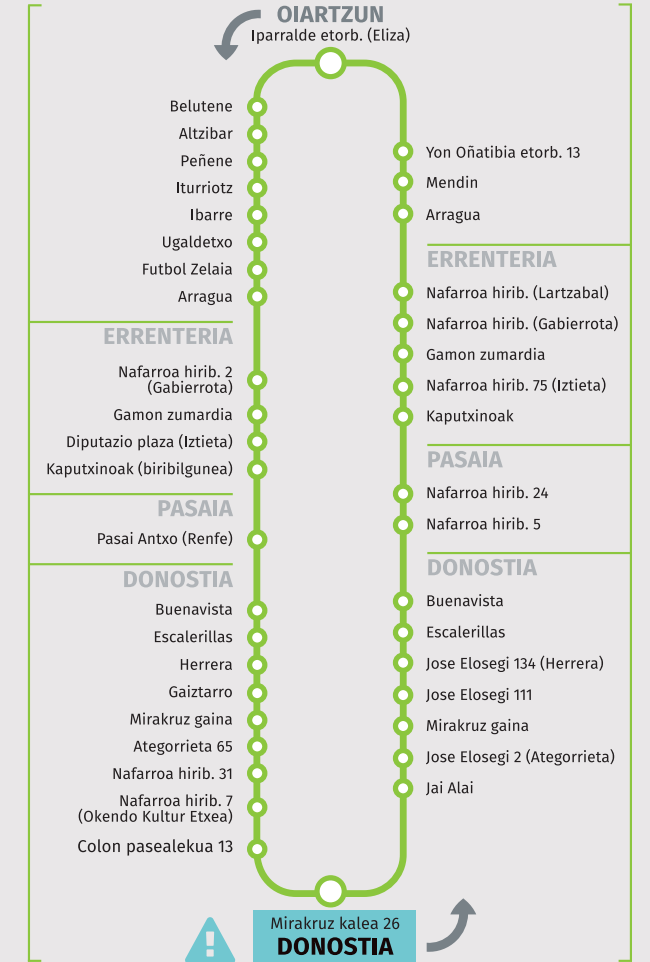 OIARTZUN
Iparralde etorb. (Eliza)
Belutene
Altzibar
Peñene
Iturriotz
Ibarre
Ugaldetxo
Futbol Zelaia
Arragua
ERRENTERIA
Nafarroa hirib. 2
(Gabierrota)
Gamon zumardia
Diputazio plaza (Iztieta)
Kaputxinoak (biribilgunea)
PASAIA
Pasai Antxo (Renfe)
DONOSTIA
Buenavista
Escalerillas
Herrera
Gaiztarro
Mirakruz gaina
Ategorrieta 65
Nafarroa hirib. 31
Nafarroa hirib. 7
(Okendo Kultur Etxea)
Colon pasealekua 13
Yon Oñatibia etorb. 13
Mendin
Arragua
ERRENTERIA
Nafarroa hirib. (Lartzabal)
Nafarroa hirib. (Gabierrota)
Gamon zumardia
Nafarroa hirib. 75 (Iztieta)
Kaputxinoak
PASAIA
Nafarroa hirib. 24
Nafarroa hirib. 5
DONOSTIA
Buenavista
Escalerillas
Jose Elosegi 134 (Herrera)
Jose Elosegi 111
Mirakruz gaina
Jose Elosegi 2 (Ategorrieta)
Jai Alai
Mirakruz kalea 26
DONOSTIA